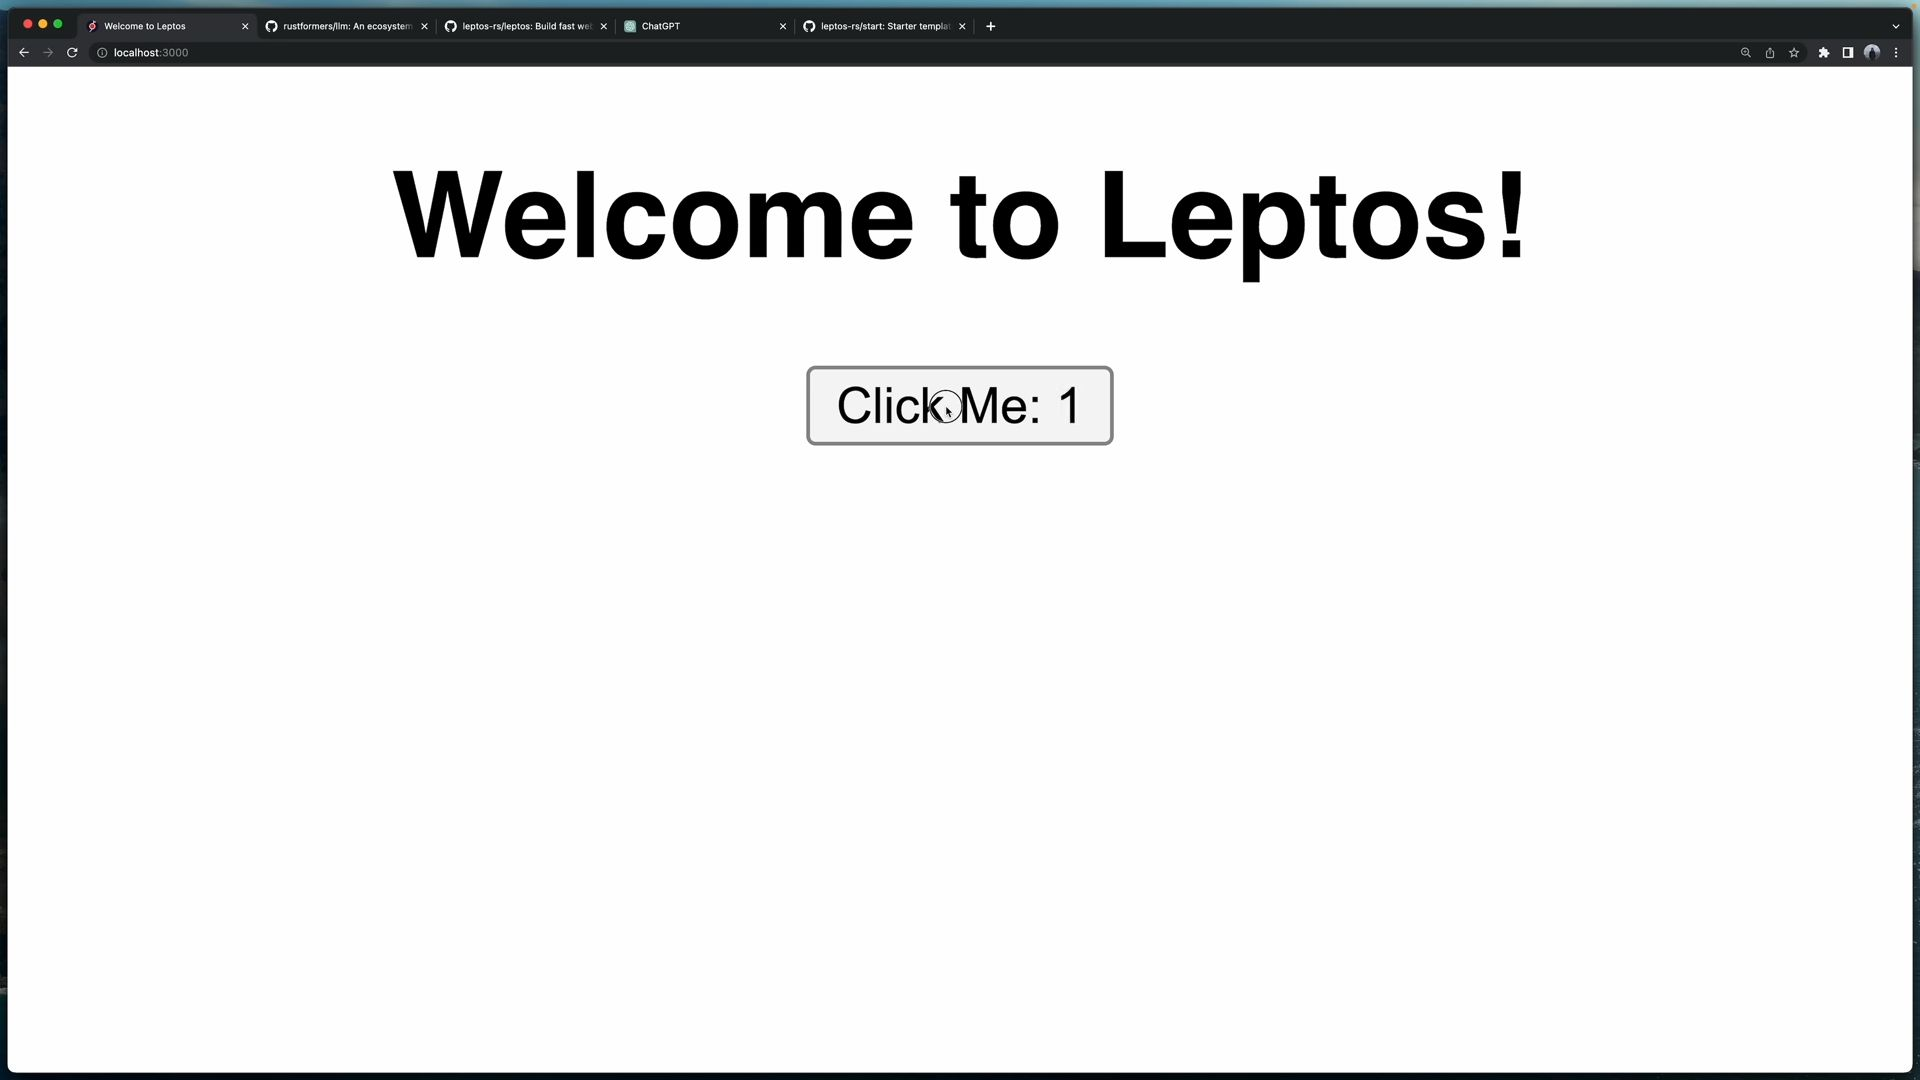 Welcome to Leptos
rustformers/llm: An ecosystem
leptos-rs/leptos: Build fast we
ChatGPT
leptos-rs/start: Starter templa
localhost:3000
Welcome to Leptos!
Click Me: 1